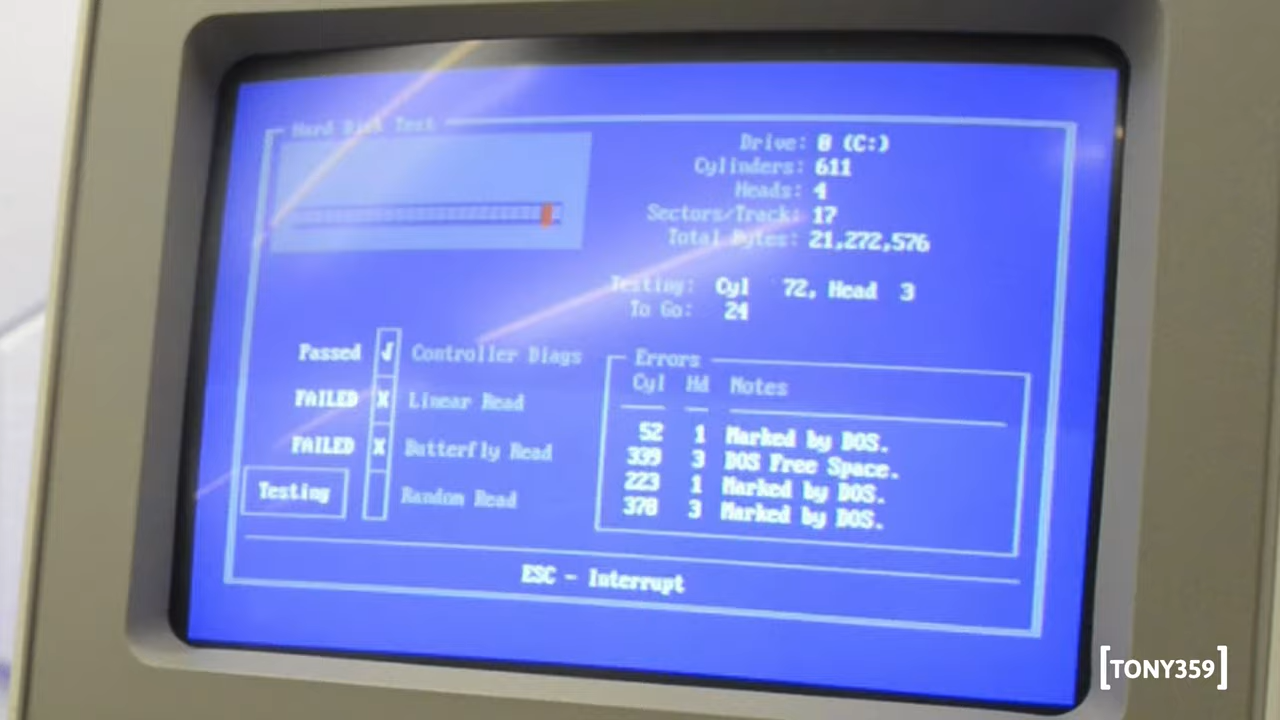 Hard Disk Test
Drive: 0 (C:)
Cylinders: 611
Heads: 4
Sectors/Track: 17
Total Bytes: 21,272,576
Testing: Cyl 72, Head 3
To Go: 24
Passed √ Controller Diags
FAILED X Linear Read
FAILED X Butterfly Read
Testing Random Read
Errors
Cyl Hd Notes
52 1 Marked by DOS.
339 3 DOS Free Space.
223 1 Marked by DOS.
370 3 Marked by DOS.
ESC - Interrupt
[TONY359]